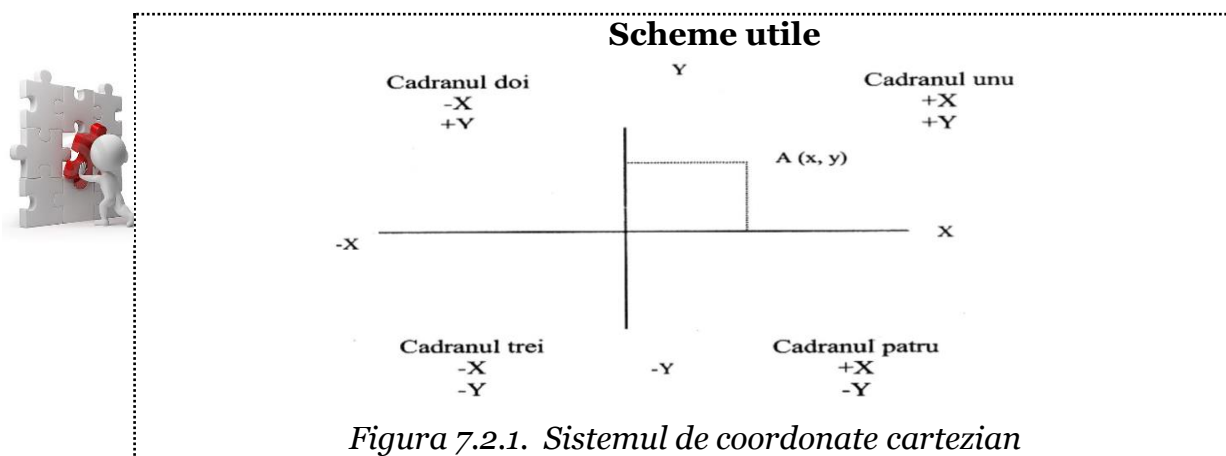 Scheme utile
Y
Cadranul doi
-X
+Y
Cadranul unu
+X
+Y
A (x, y)
-X
X
Cadranul trei
-X
-Y
-Y
Cadranul patru
+X
-Y
Figura 7.2.1. Sistemul de coordonate cartezian